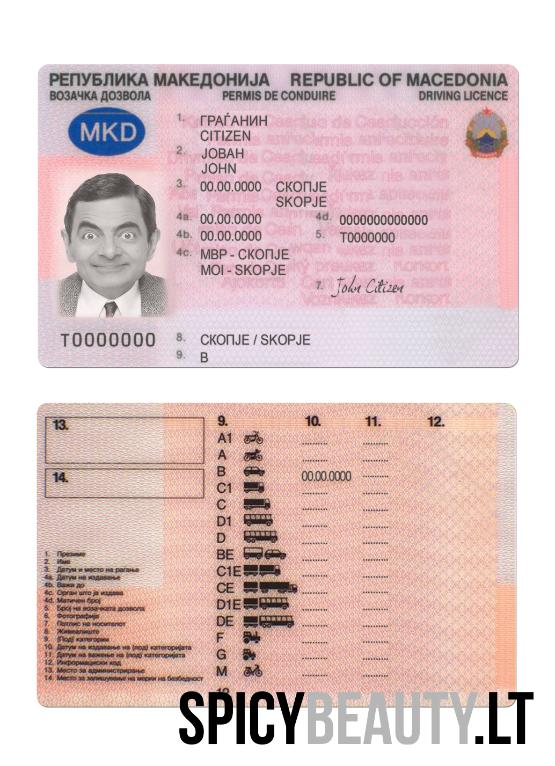 РЕПУБЛИКА МАКЕДОНИЈА REPUBLIC OF MACEDONIA
ВОЗАЧКА ДОЗВОЛА PERMIS DE CONDUIRE DRIVING LICENCE
MKD
1. ГРАЃАНИН
CITIZEN
2. ЈОВАН
JOHN
3. 00.00.0000 СКОПЈЕ
SKOPJE
4a. 00.00.0000 4d. 0000000000000
4b. 00.00.0000 5. T0000000
4c. МВР - СКОПЈЕ
MOI - SKOPJE
7. John Citizen
T0000000 8. СКОПЈЕ / SKOPJE
9. B
13. 9. 10. 11. 12.
A1
A
14. B 00.00.0000
C1
C
D1
D
BE
C1E
CE
D1E
DE
F
G
M
1. Презиме
2. Име
3. Датум и место на раѓање
4a. Датум на издавање
4b. Важи до
4c. Орган што ја издава
4d. Матичен број
5. Број на возачката дозвола
6. Фотографија
7. Потпис на носителот
8. Живеалиште
9. (Под) категории
10. Датум на издавање на (под) категоријата
11. Датум на важење на (под) категоријата
12. Информациски код
13. Место за администрирање
14. Место за запишување на мерки на безбедност
SPICYBEAUTY.LT